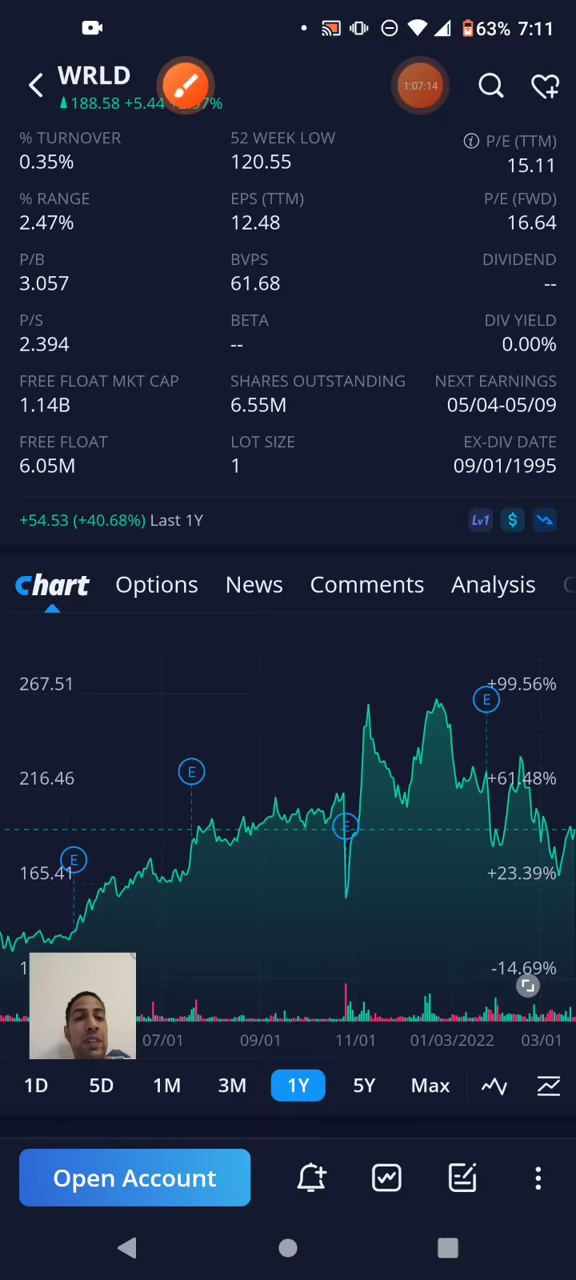 63% 7:11
WRLD
188.58 +5.44 97%
1:07:14
% TURNOVER 52 WEEK LOW P/E (TTM)
0.35% 120.55 15.11
% RANGE EPS (TTM) P/E (FWD)
2.47% 12.48 16.64
P/B BVPS DIVIDEND
3.057 61.68 --
P/S BETA DIV YIELD
2.394 -- 0.00%
FREE FLOAT MKT CAP SHARES OUTSTANDING NEXT EARNINGS
1.14B 6.55M 05/04-05/09
FREE FLOAT LOT SIZE EX-DIV DATE
6.05M 1 09/01/1995
+54.53 (+40.68%) Last 1Y Lv1 $
Chart Options News Comments Analysis
267.51 +99.56%
E
E
216.46 +61.48%
E
E
165.41 +23.39%
1 -14.69%
07/01 09/01 11/01 01/03/2022 03/01
1D 5D 1M 3M 1Y 5Y Max
Open Account